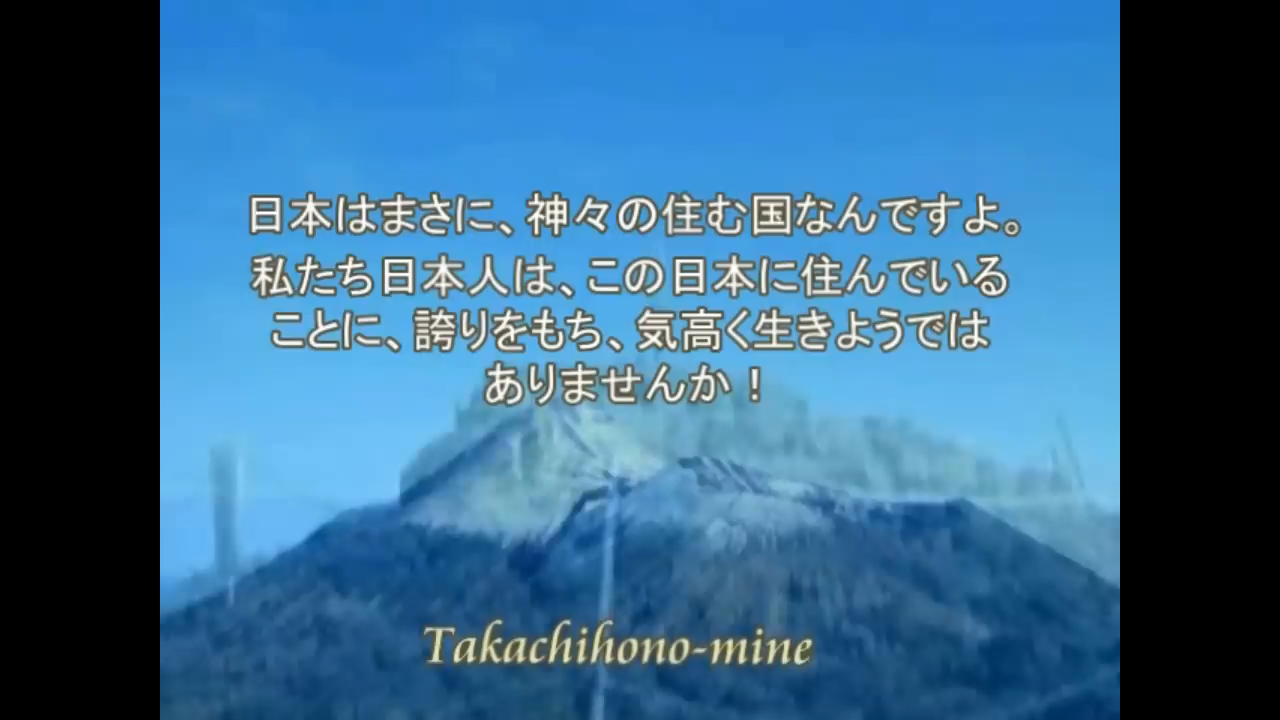 日本はまさに、神々の住む国なんですよ。
私たち日本人は、この日本に住んでいる
ことに、誇りをもち、気高く生きようでは
ありませんか！
Takachihono-mine